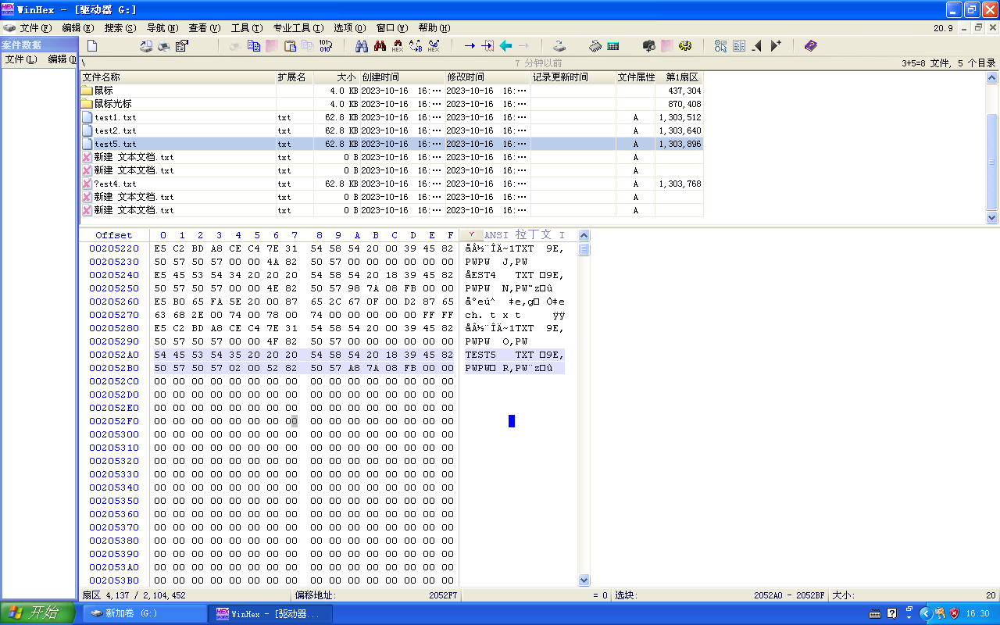 WinHex - [驱动器 G:]
文件(F) 编辑(E) 搜索(S) 导航(N) 查看(V) 工具(T) 专业工具(I) 选项(O) 窗口(W) 帮助(H) 20.9
案件数据
文件(L) 编辑(D
\ 7 分钟以前 3+5=8 文件, 5 个目录
文件名称 扩展名 大小 创建时间 修改时间 记录更新时间 文件属性 第1扇区
鼠标 4.0 KB 2023-10-16 16:… 2023-10-16 16:… 437,304
鼠标光标 4.0 KB 2023-10-16 16:… 2023-10-16 16:… 870,408
test1.txt txt 62.8 KB 2023-10-16 16:… 2023-10-16 16:… A 1,303,512
test2.txt txt 62.8 KB 2023-10-16 16:… 2023-10-16 16:… A 1,303,640
test5.txt txt 62.8 KB 2023-10-16 16:… 2023-10-16 16:… A 1,303,896
新建 文本文档.txt txt 0 B 2023-10-16 16:… 2023-10-16 16:… A
新建 文本文档.txt txt 0 B 2023-10-16 16:… 2023-10-16 16:… A
?est4.txt txt 62.8 KB 2023-10-16 16:… 2023-10-16 16:… A 1,303,768
新建 文本文档.txt txt 0 B 2023-10-16 16:… 2023-10-16 16:… A
新建 文本文档.txt txt 0 B 2023-10-16 16:… 2023-10-16 16:… A
Offset 0 1 2 3 4 5 6 7 8 9 A B C D E F ANSI 拉丁文 I
00205220 E5 C2 BD A8 CE C4 7E 31 54 58 54 20 00 39 45 82 åÂ½¨ÎÄ~1TXT 9E‚
00205230 50 57 50 57 00 00 4A 82 50 57 00 00 00 00 00 00 PWPW J‚PW
00205240 E5 45 53 54 34 20 20 20 54 58 54 20 18 39 45 82 åEST4 TXT □9E‚
00205250 50 57 50 57 00 00 4E 82 50 57 98 7A 08 FB 00 00 PWPW N‚PW˜z□û
00205260 E5 B0 65 FA 5E 20 00 87 65 2C 67 0F 00 D2 87 65 å°eú^ ‡e,g□ Ò‡e
00205270 63 68 2E 00 74 00 78 00 74 00 00 00 00 00 FF FF ch. t x t ÿÿ
00205280 E5 C2 BD A8 CE C4 7E 31 54 58 54 20 00 39 45 82 åÂ½¨ÎÄ~1TXT 9E‚
00205290 50 57 50 57 00 00 4F 82 50 57 00 00 00 00 00 00 PWPW O‚PW
002052A0 54 45 53 54 35 20 20 20 54 58 54 20 18 39 45 82 TEST5 TXT □9E‚
002052B0 50 57 50 57 02 00 52 82 50 57 A8 7A 08 FB 00 00 PWPW□ R‚PW¨z□û
002052C0 00 00 00 00 00 00 00 00 00 00 00 00 00 00 00 00
002052D0 00 00 00 00 00 00 00 00 00 00 00 00 00 00 00 00
002052E0 00 00 00 00 00 00 00 00 00 00 00 00 00 00 00 00
002052F0 00 00 00 00 00 00 00 00 00 00 00 00 00 00 00 00
00205300 00 00 00 00 00 00 00 00 00 00 00 00 00 00 00 00
00205310 00 00 00 00 00 00 00 00 00 00 00 00 00 00 00 00
00205320 00 00 00 00 00 00 00 00 00 00 00 00 00 00 00 00
00205330 00 00 00 00 00 00 00 00 00 00 00 00 00 00 00 00
00205340 00 00 00 00 00 00 00 00 00 00 00 00 00 00 00 00
00205350 00 00 00 00 00 00 00 00 00 00 00 00 00 00 00 00
00205360 00 00 00 00 00 00 00 00 00 00 00 00 00 00 00 00
00205370 00 00 00 00 00 00 00 00 00 00 00 00 00 00 00 00
00205380 00 00 00 00 00 00 00 00 00 00 00 00 00 00 00 00
00205390 00 00 00 00 00 00 00 00 00 00 00 00 00 00 00 00
002053A0 00 00 00 00 00 00 00 00 00 00 00 00 00 00 00 00
002053B0 00 00 00 00 00 00 00 00 00 00 00 00 00 00 00 00
扇区 4,137 / 2,104,452 偏移地址: 2052F7 = 0 选块: 2052A0 - 2052BF 大小: 20
开始 新加卷 (G:) WinHex - [驱动器... 16:30